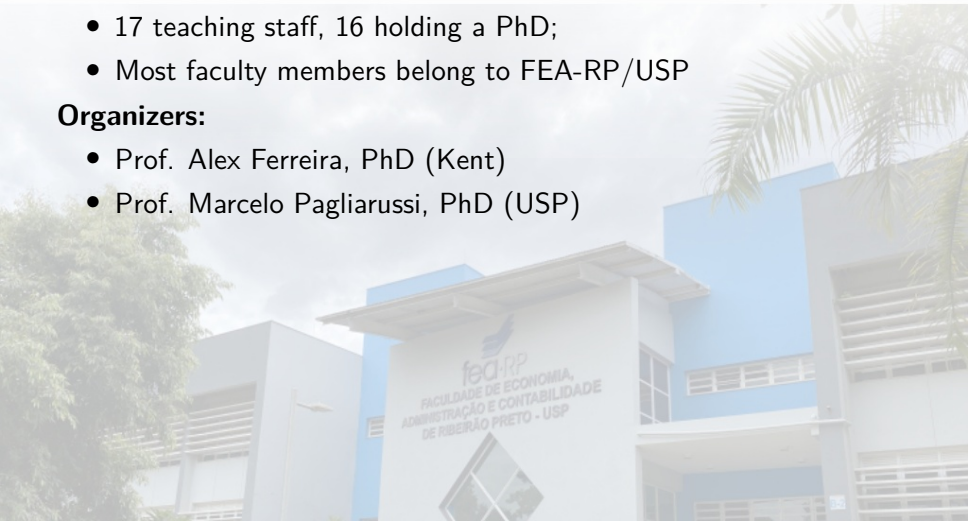 • 17 teaching staff, 16 holding a PhD;
• Most faculty members belong to FEA-RP/USP
Organizers:
• Prof. Alex Ferreira, PhD (Kent)
• Prof. Marcelo Pagliarussi, PhD (USP)
fea-RP
FACULDADE DE ECONOMIA,
ADMINISTRAÇÃO E CONTABILIDADE
DE RIBEIRÃO PRETO - USP